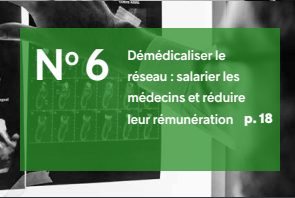 Nº 6
Démédicaliser le
réseau : salarier les
médecins et réduire
leur rémunération p. 18